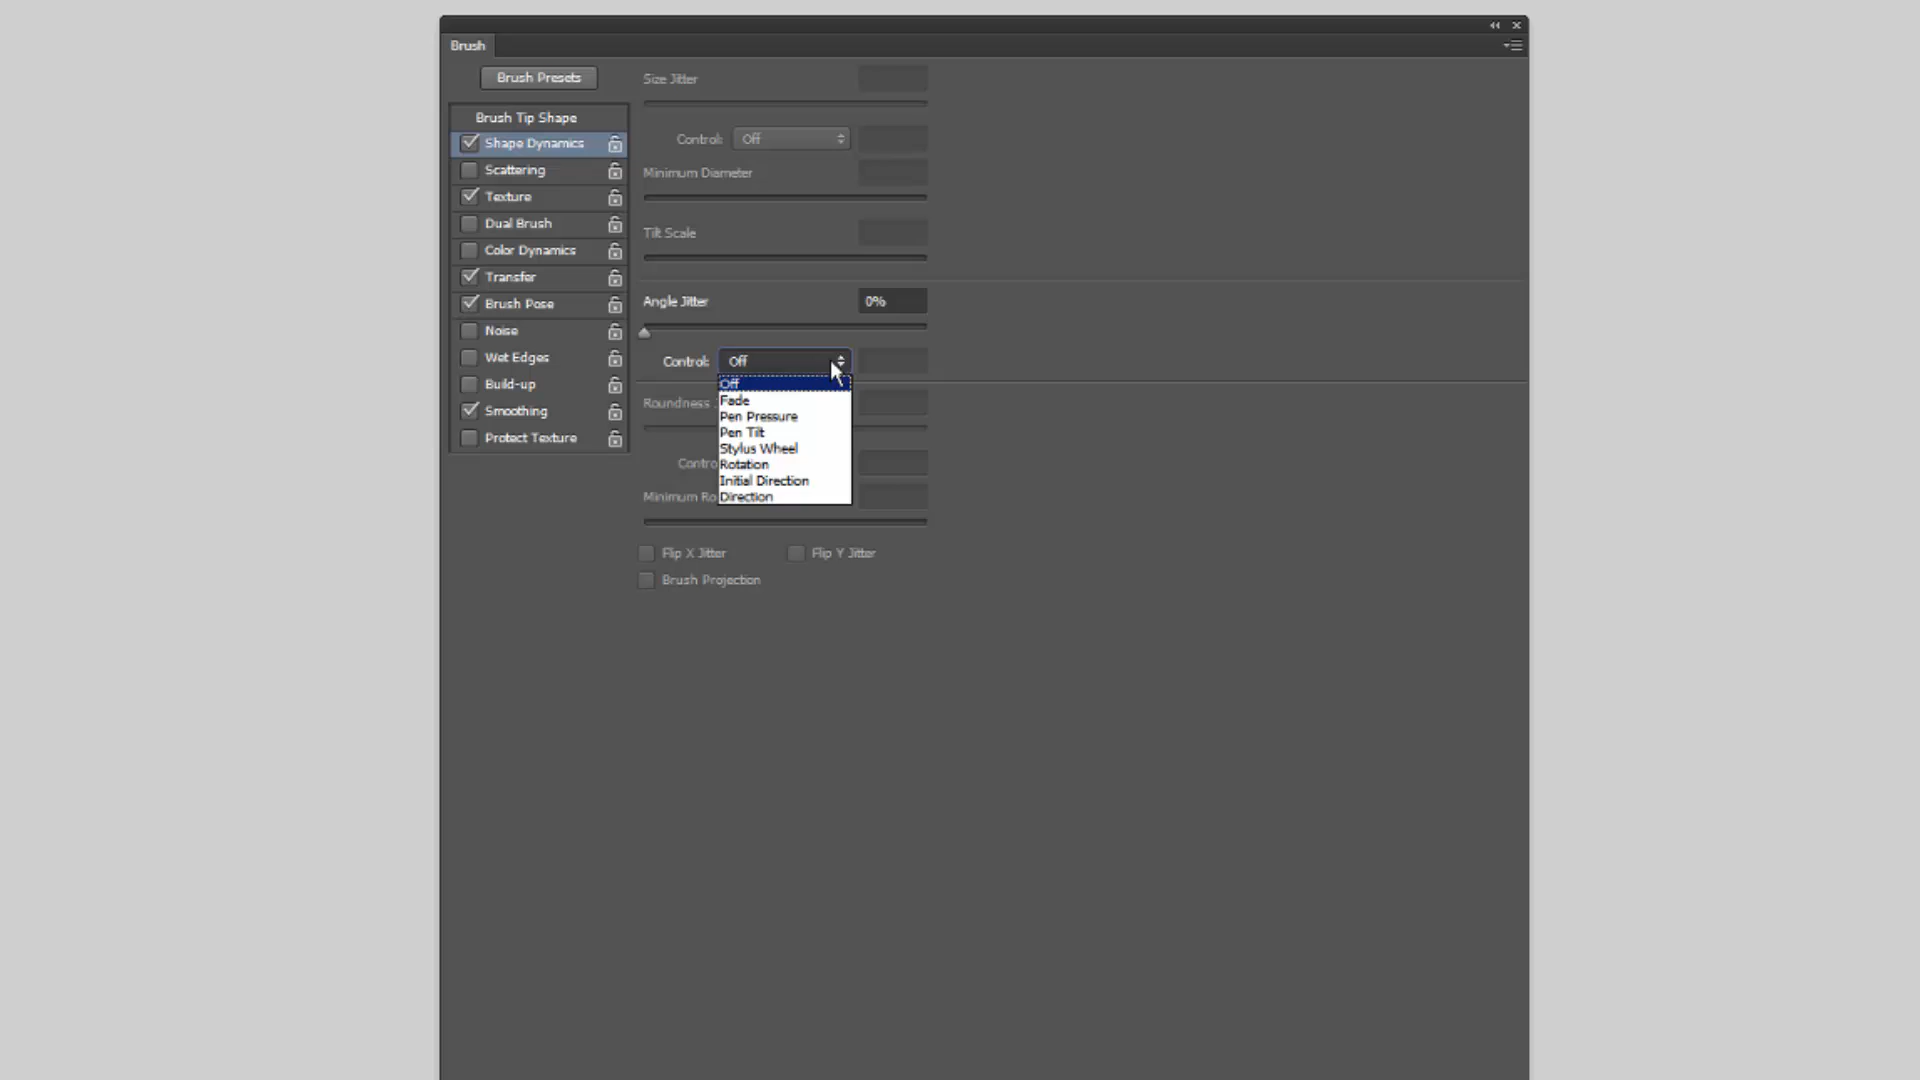 Brush
Brush Presets
Brush Tip Shape
Shape Dynamics
Scattering
Texture
Dual Brush
Color Dynamics
Transfer
Brush Pose
Noise
Wet Edges
Build-up
Smoothing
Protect Texture
Size Jitter
Control: Off
Minimum Diameter
Tilt Scale
Angle Jitter 0%
Control: Off
Off
Fade
Pen Pressure
Pen Tilt
Stylus Wheel
Rotation
Initial Direction
Direction
Roundness
Contro
Minimum Ro
Flip X Jitter Flip Y Jitter
Brush Projection